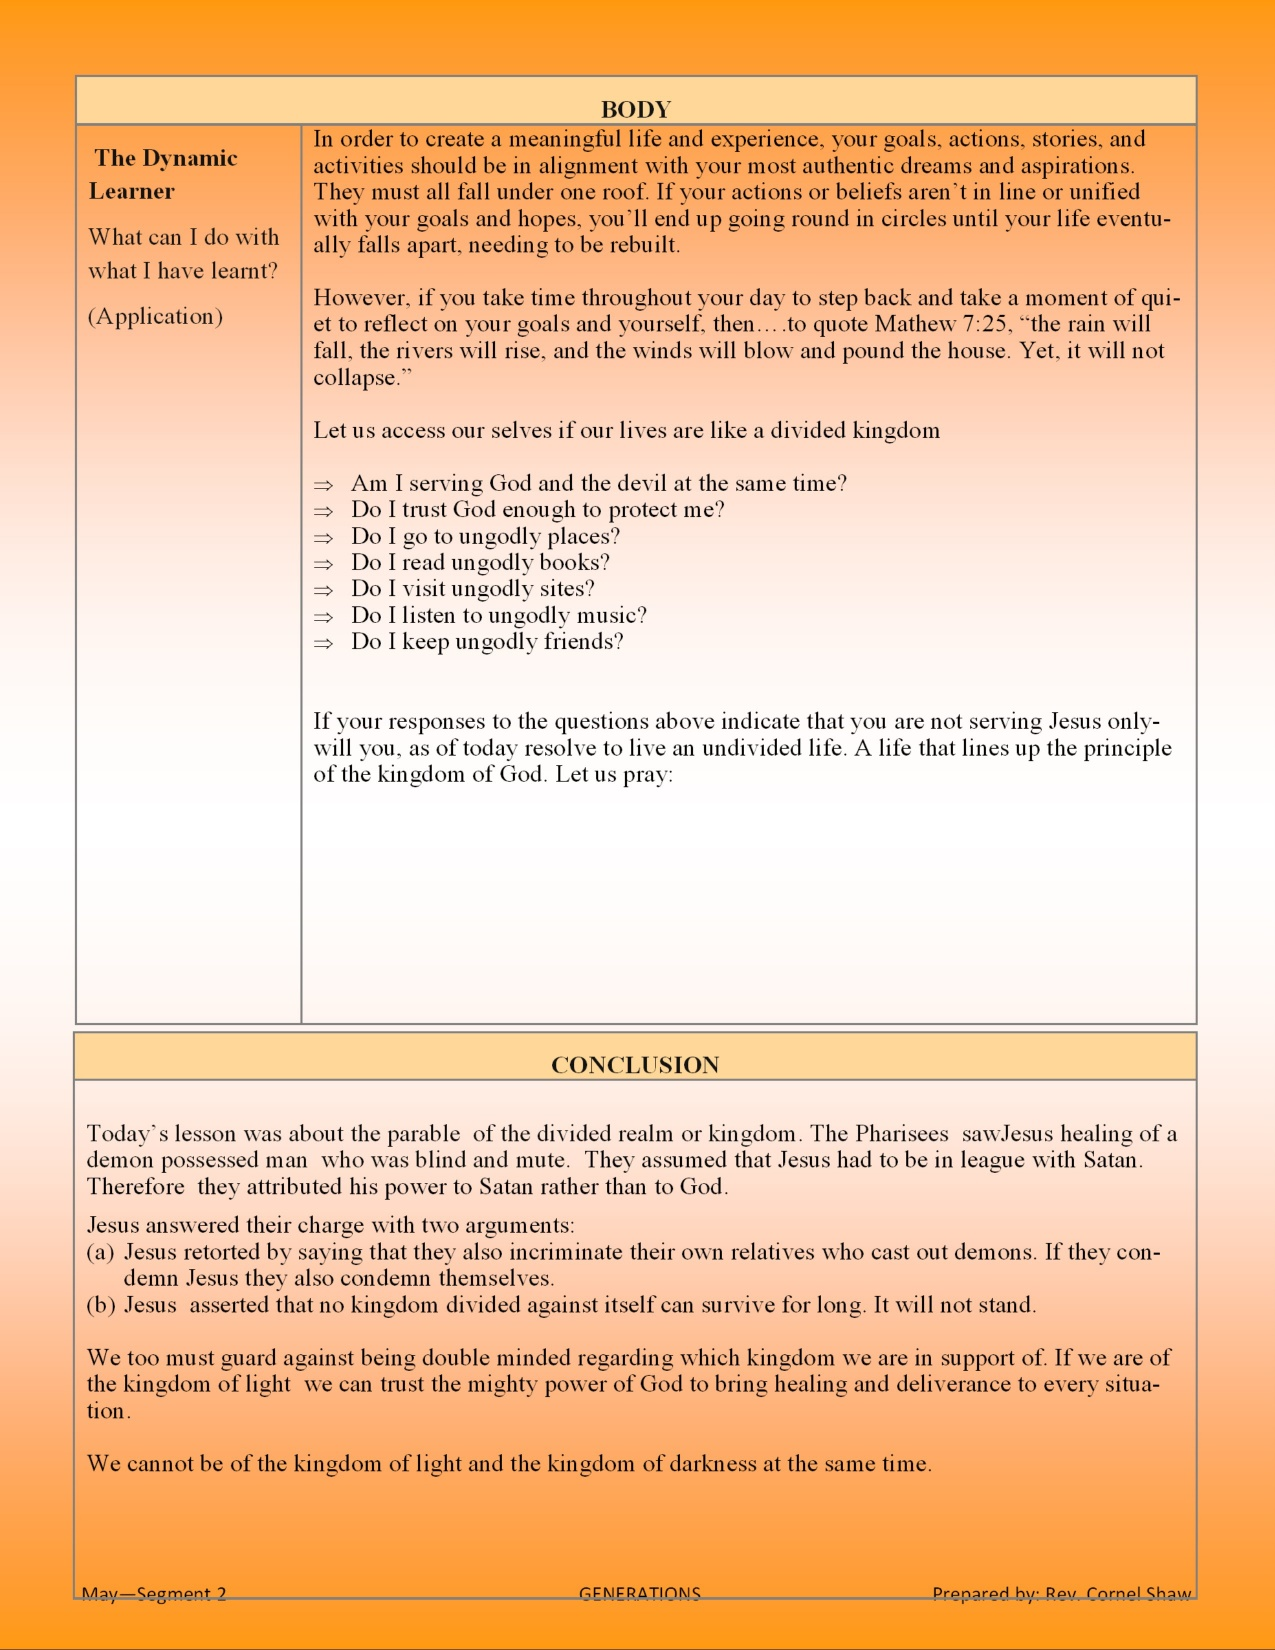 BODY
The Dynamic
Learner
What can I do with
what I have learnt?
(Application)
In order to create a meaningful life and experience, your goals, actions, stories, and
activities should be in alignment with your most authentic dreams and aspirations.
They must all fall under one roof. If your actions or beliefs aren’t in line or unified
with your goals and hopes, you’ll end up going round in circles until your life eventu-
ally falls apart, needing to be rebuilt.
However, if you take time throughout your day to step back and take a moment of qui-
et to reflect on your goals and yourself, then….to quote Mathew 7:25, “the rain will
fall, the rivers will rise, and the winds will blow and pound the house. Yet, it will not
collapse.”
Let us access our selves if our lives are like a divided kingdom
⇒ Am I serving God and the devil at the same time?
⇒ Do I trust God enough to protect me?
⇒ Do I go to ungodly places?
⇒ Do I read ungodly books?
⇒ Do I visit ungodly sites?
⇒ Do I listen to ungodly music?
⇒ Do I keep ungodly friends?
If your responses to the questions above indicate that you are not serving Jesus only-
will you, as of today resolve to live an undivided life. A life that lines up the principle
of the kingdom of God. Let us pray:
CONCLUSION
Today’s lesson was about the parable of the divided realm or kingdom. The Pharisees sawJesus healing of a
demon possessed man who was blind and mute. They assumed that Jesus had to be in league with Satan.
Therefore they attributed his power to Satan rather than to God.
Jesus answered their charge with two arguments:
(a) Jesus retorted by saying that they also incriminate their own relatives who cast out demons. If they con-
demn Jesus they also condemn themselves.
(b) Jesus asserted that no kingdom divided against itself can survive for long. It will not stand.
We too must guard against being double minded regarding which kingdom we are in support of. If we are of
the kingdom of light we can trust the mighty power of God to bring healing and deliverance to every situa-
tion.
We cannot be of the kingdom of light and the kingdom of darkness at the same time.
May—Segment 2 GENERATIONS Prepared by: Rev. Cornel Shaw